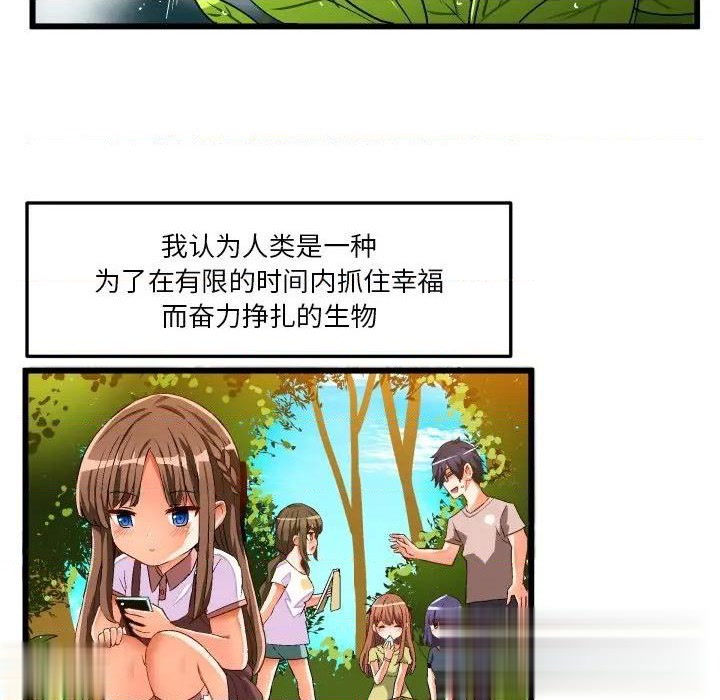 我认为人类是一种
为了在有限的时间内抓住幸福
而奋力挣扎的生物